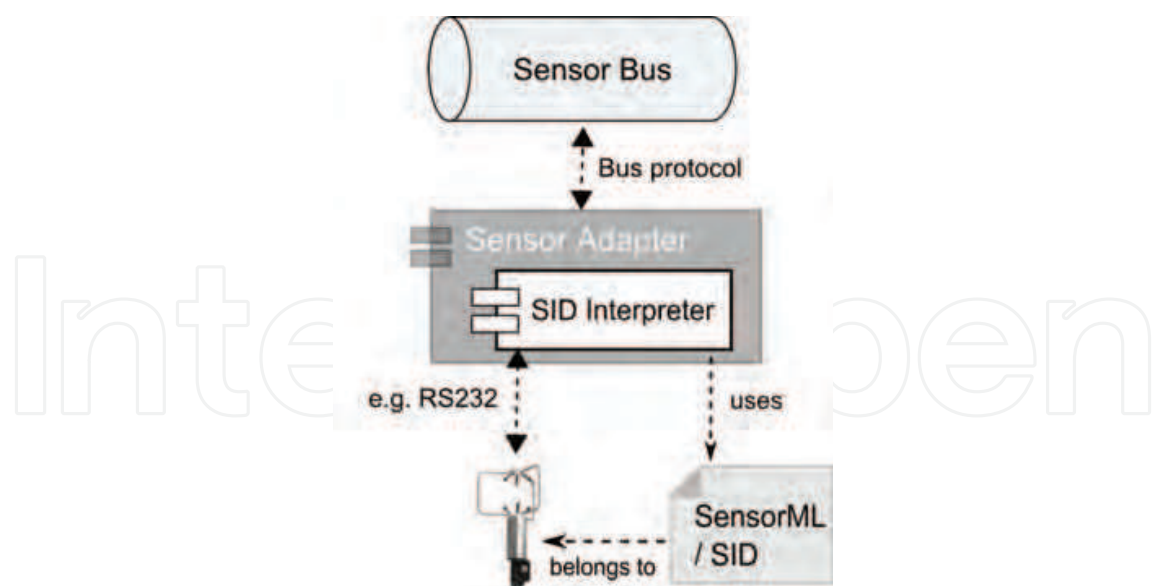 Sensor Bus
Bus protocol
Sensor Adapter
SID Interpreter
e.g. RS232
uses
SensorML
/ SID
belongs to